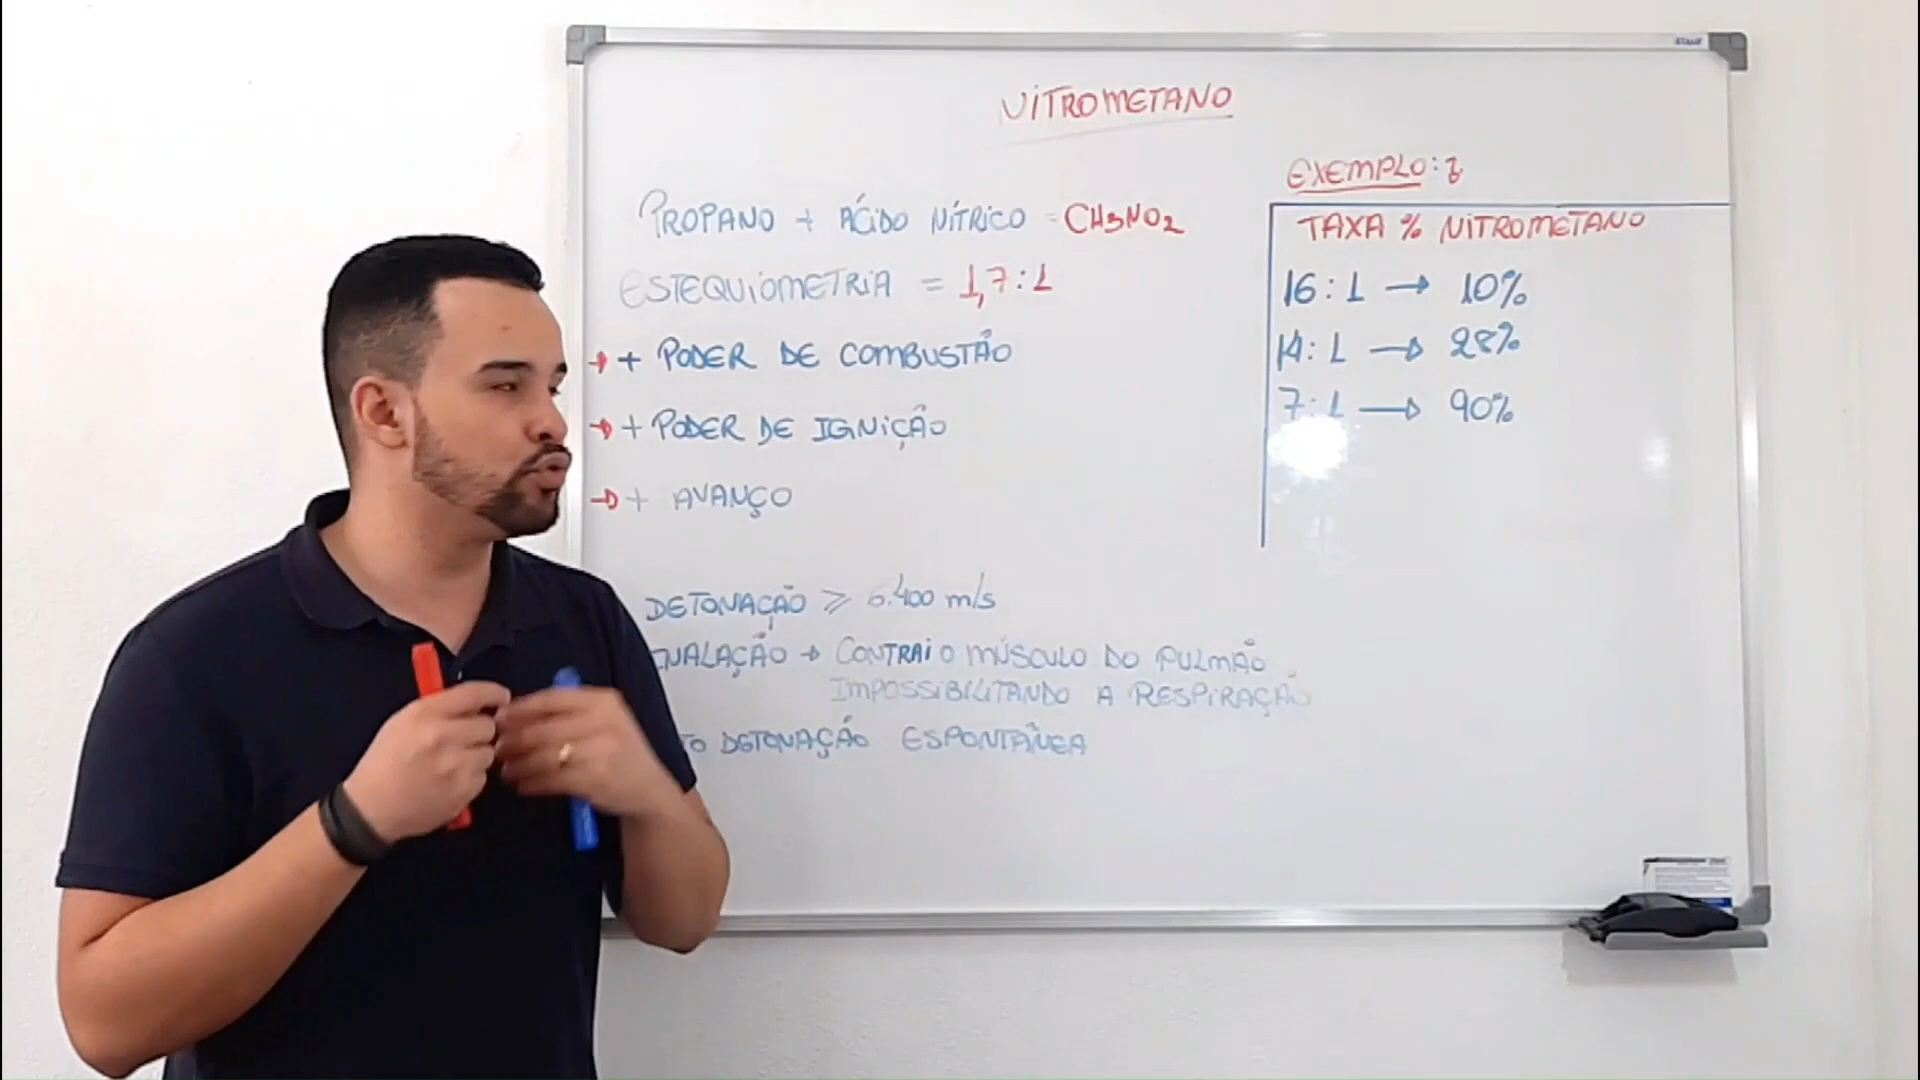 NITROMETANO
PROPANO + ÁCIDO NÍTRICO = CH3NO2
ESTEQUIOMETRIA = 1,7:1
+ PODER DE COMBUSTÃO
+ PODER DE IGNIÇÃO
+ AVANÇO
DETONAÇÃO ≥ 6.400 m/s
INALAÇÃO → CONTRAI O MÚSCULO DO PULMÃO
IMPOSSIBILITANDO A RESPIRAÇÃO
TO DETONAÇÃO ESPONTÂNEA
EXEMPLO:
TAXA % NITROMETANO
16:1 → 10%
14:1 → 28%
7:1 → 90%